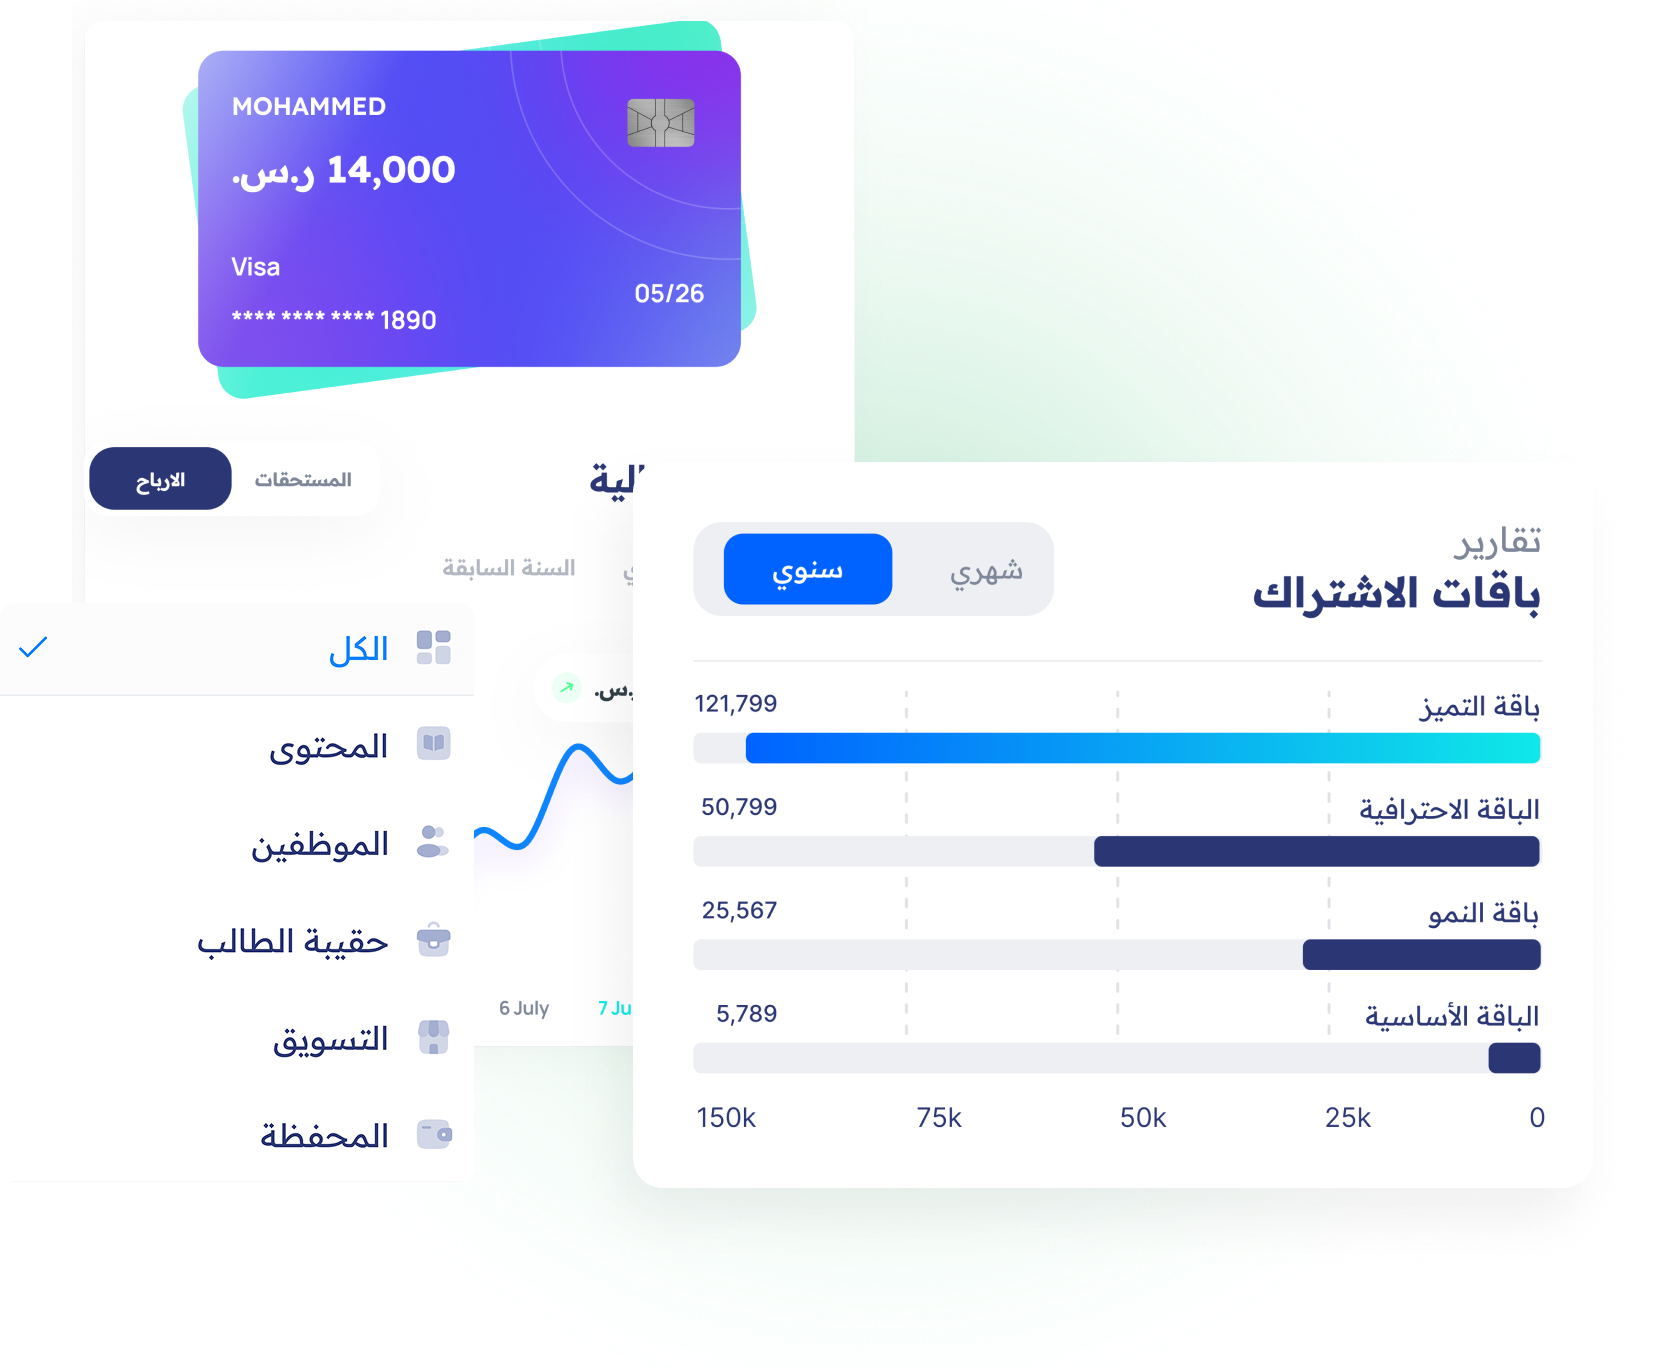 MOHAMMED
14,000 ر.س.
Visa
05/26
**** **** **** 1890
المستحقات
الارباح
السنة السابقة
ر.س.
6 July
تقارير
باقات الاشتراك
شهري
سنوي
باقة التميز
121,799
الباقة الاحترافية
50,799
باقة النمو
25,567
الباقة الأساسية
5,789
150k 75k 50k 25k 0
الكل
المحتوى
الموظفين
حقيبة الطالب
التسويق
المحفظة